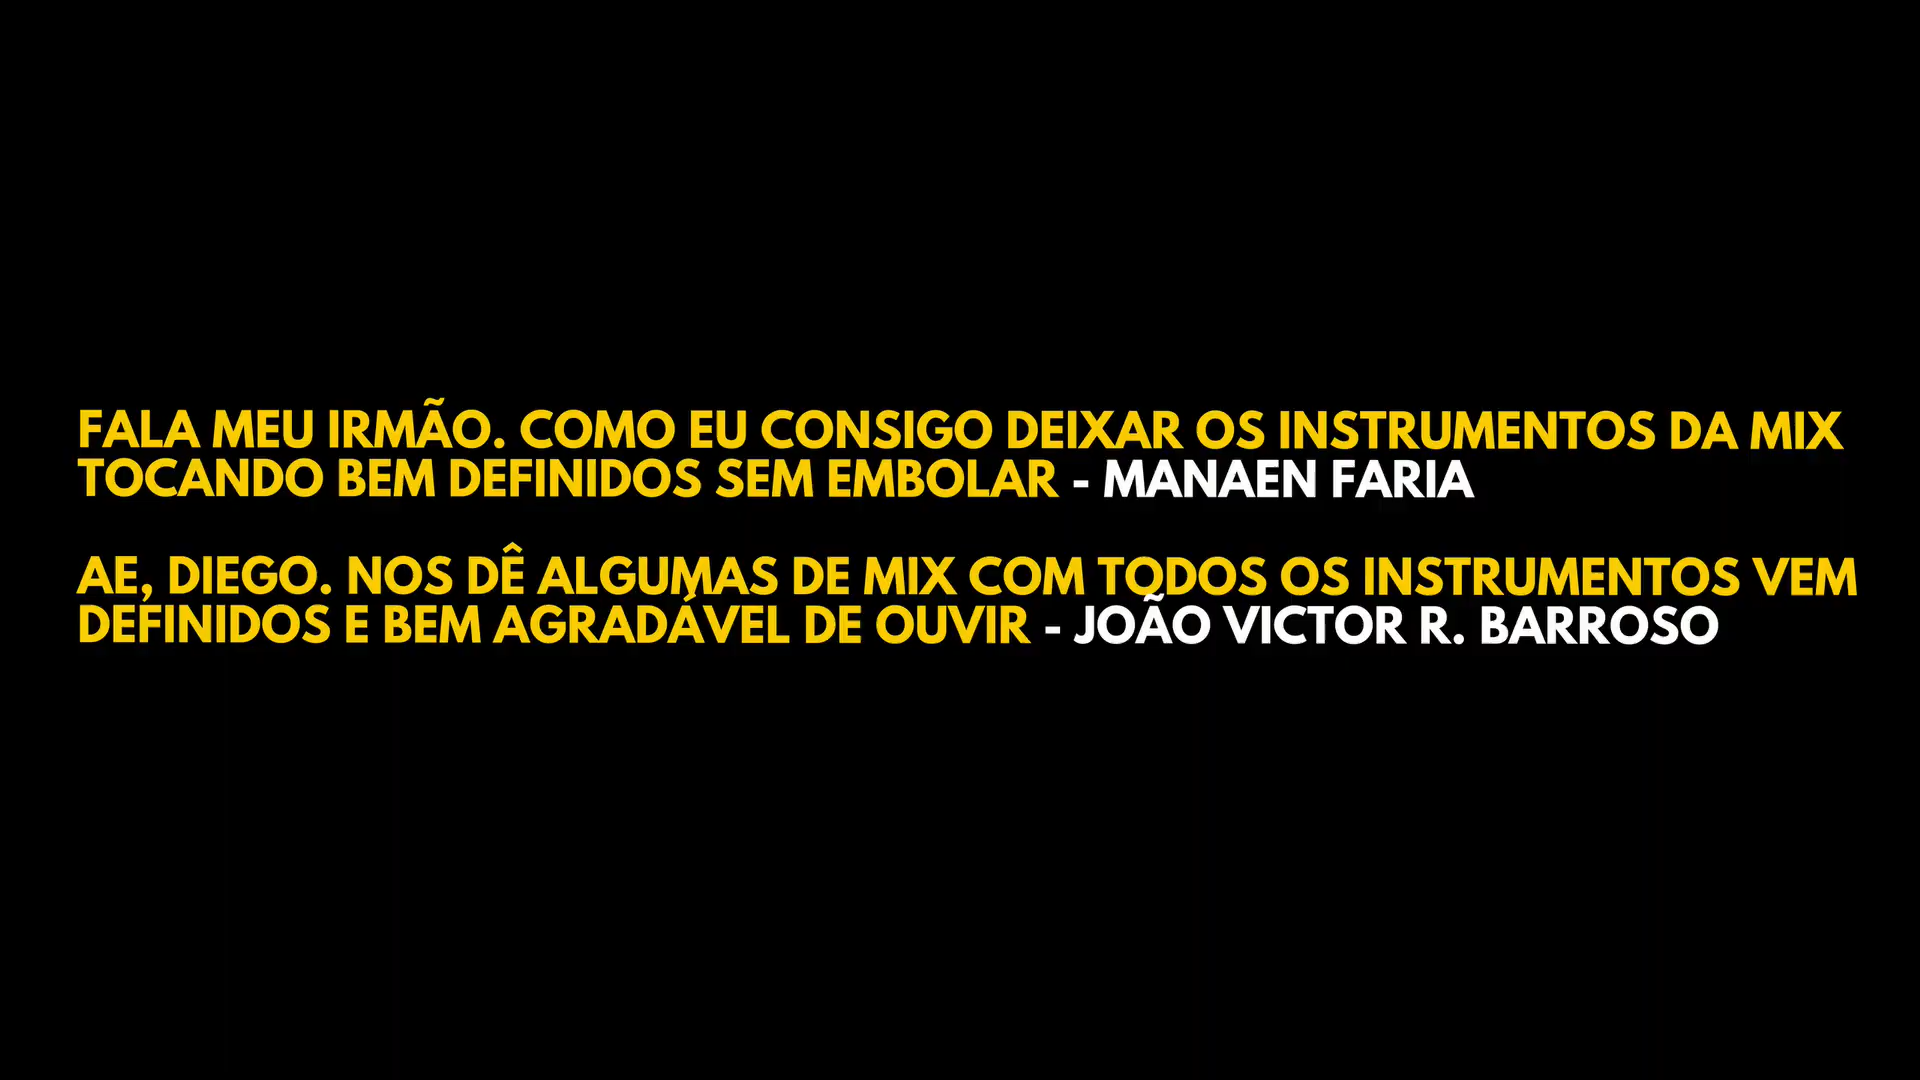 FALA MEU IRMÃO. COMO EU CONSIGO DEIXAR OS INSTRUMENTOS DA MIX
TOCANDO BEM DEFINIDOS SEM EMBOLAR - MANAEN FARIA
AE, DIEGO. NOS DÊ ALGUMAS DE MIX COM TODOS OS INSTRUMENTOS VEM
DEFINIDOS E BEM AGRADÁVEL DE OUVIR - JOÃO VICTOR R. BARROSO